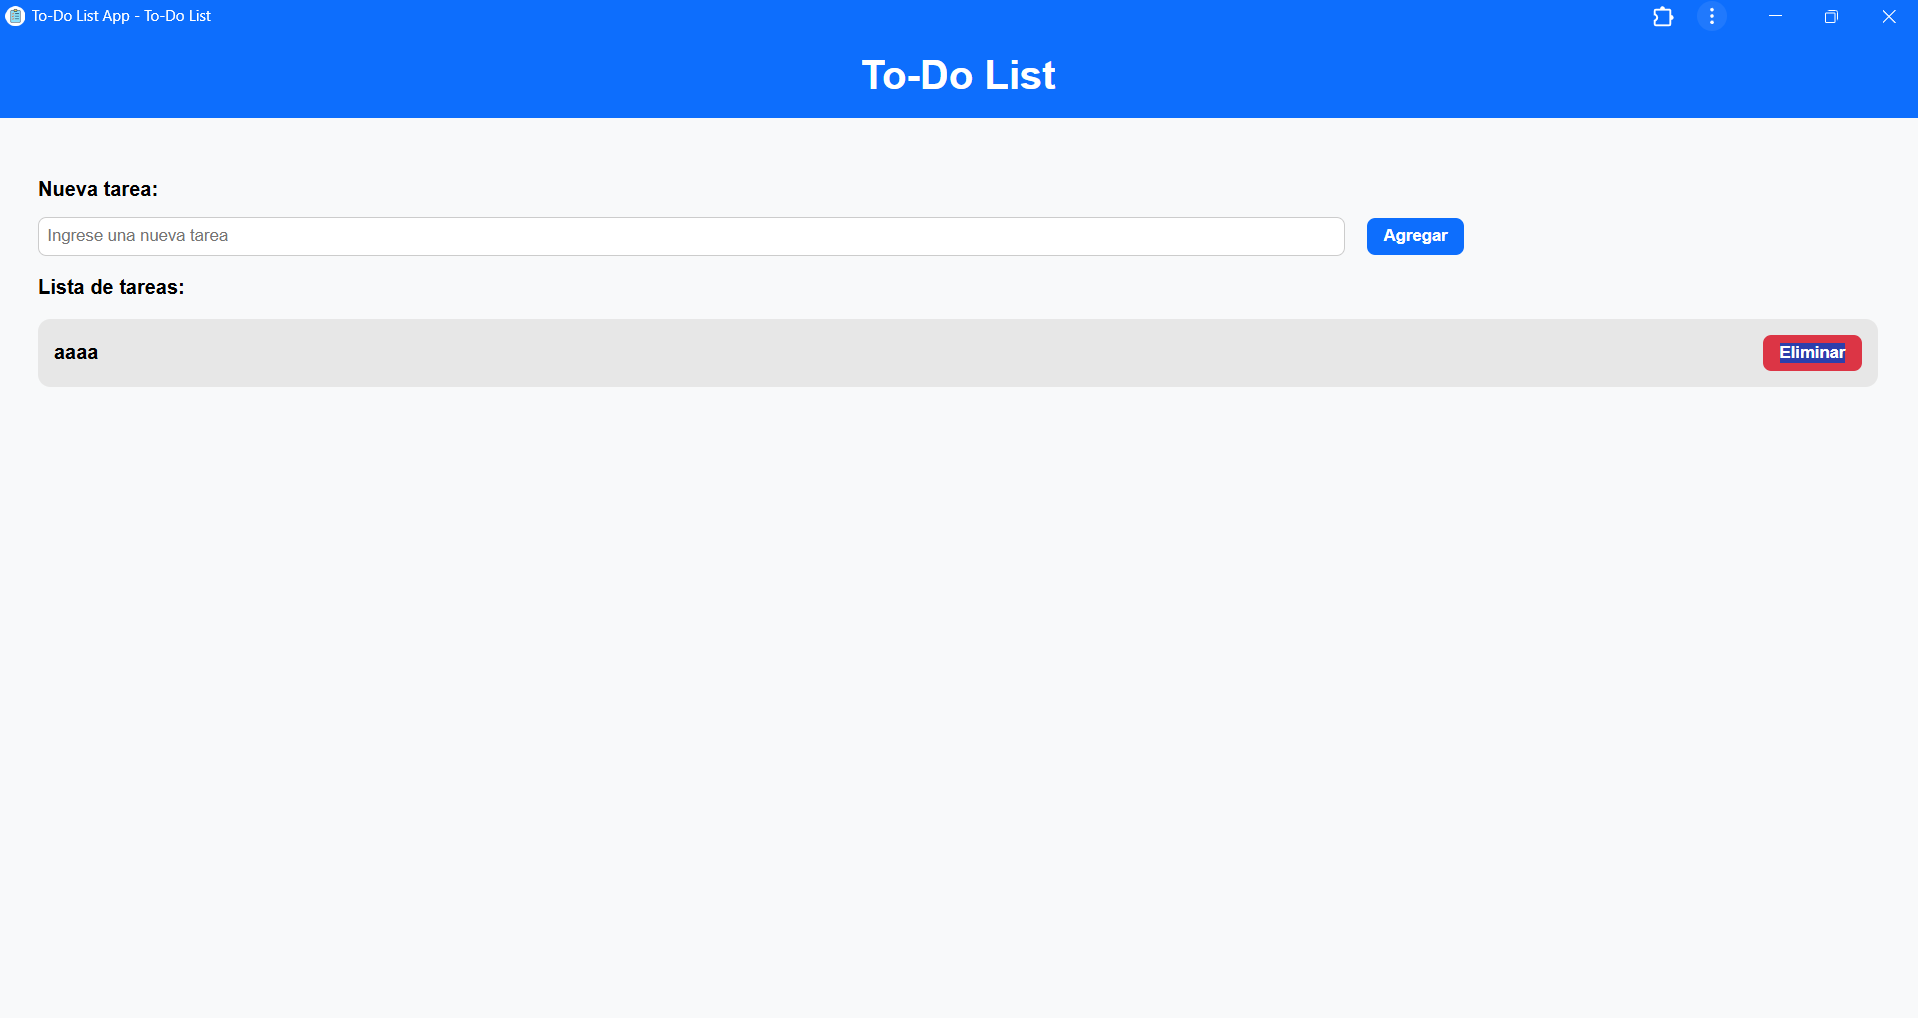 To-Do List App - To-Do List
To-Do List
Nueva tarea:
Ingrese una nueva tarea
Agregar
Lista de tareas:
aaaa
Eliminar